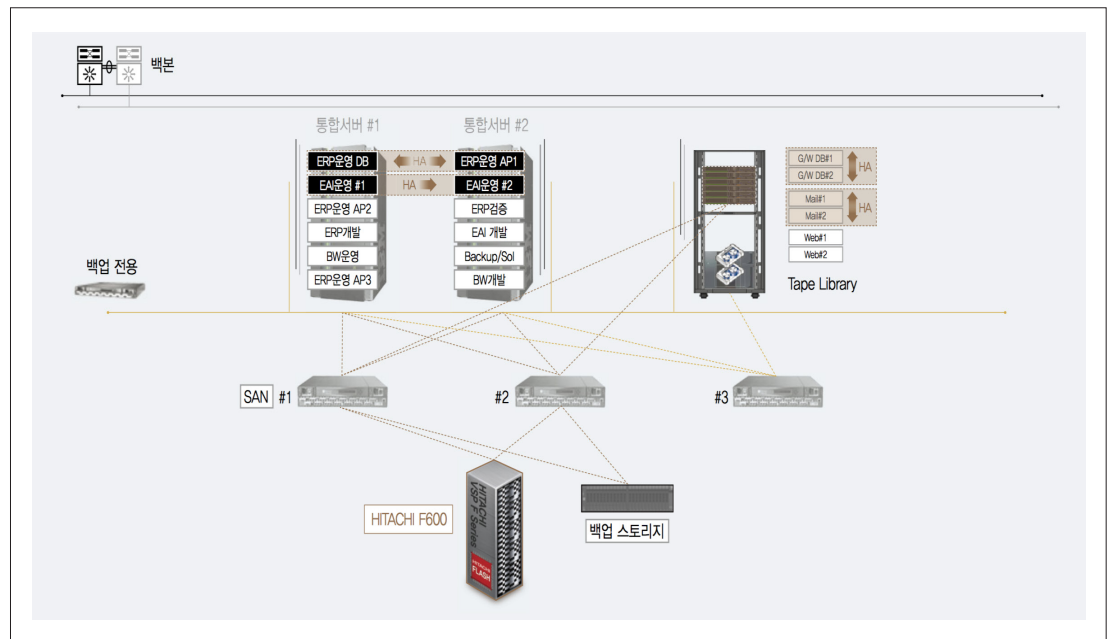 백본
통합서버 #1
통합서버 #2
ERP운영 DB
HA
ERP운영 AP1
EAI운영 #1
HA
EAI운영 #2
ERP운영 AP2
ERP검증
ERP개발
EAI 개발
BW운영
Backup/Sol
ERP운영 AP3
BW개발
G/W DB#1
G/W DB#2
HA
Mail#1
Mail#2
HA
Web#1
Web#2
Tape Library
백업 전용
SAN
#1
#2
#3
HITACHI F600
HITACHI
VSP F Series
HITACHI
FLASH
백업 스토리지